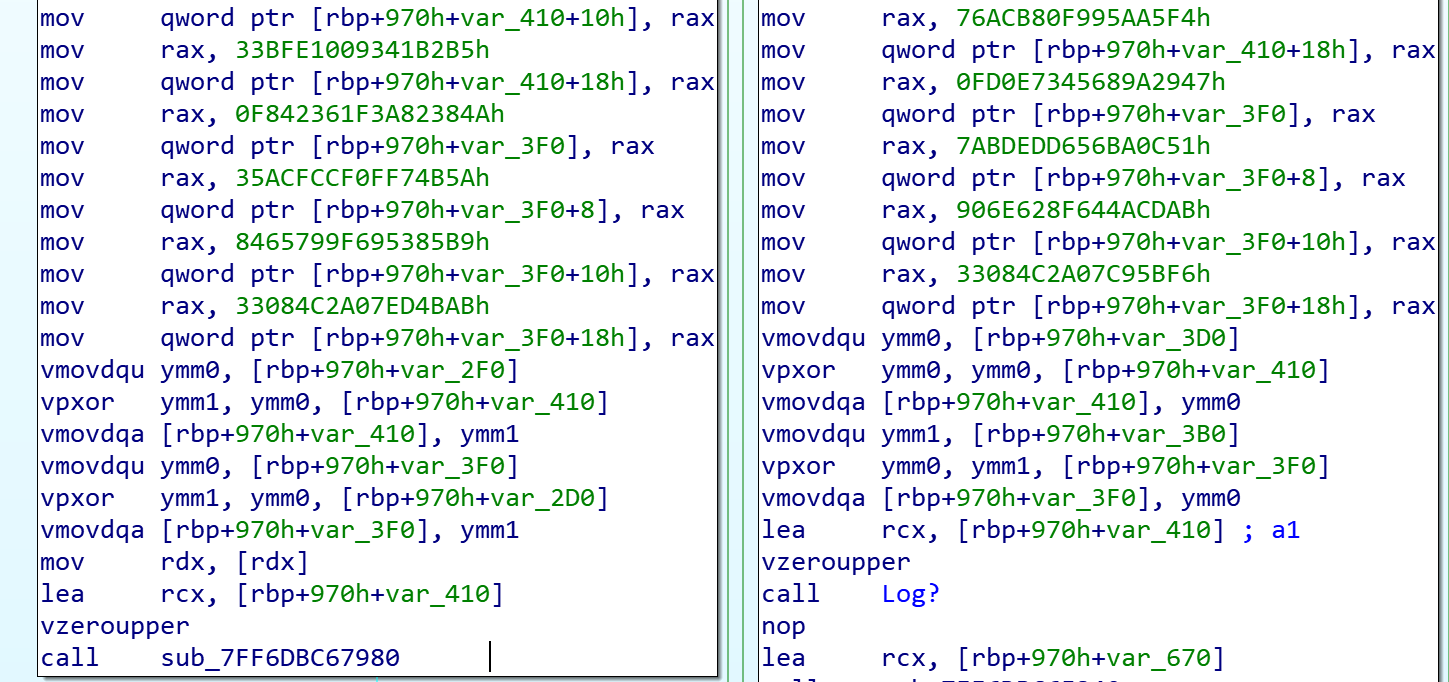 mov     qword ptr [rbp+970h+var_410+10h], rax
mov     rax, 33BFE1009341B2B5h
mov     qword ptr [rbp+970h+var_410+18h], rax
mov     rax, 0F842361F3A82384Ah
mov     qword ptr [rbp+970h+var_3F0], rax
mov     rax, 35ACFCCF0FF74B5Ah
mov     qword ptr [rbp+970h+var_3F0+8], rax
mov     rax, 8465799F695385B9h
mov     qword ptr [rbp+970h+var_3F0+10h], rax
mov     rax, 33084C2A07ED4BABh
mov     qword ptr [rbp+970h+var_3F0+18h], rax
vmovdqu ymm0, [rbp+970h+var_2F0]
vpxor   ymm1, ymm0, [rbp+970h+var_410]
vmovdqa [rbp+970h+var_410], ymm1
vmovdqu ymm0, [rbp+970h+var_3F0]
vpxor   ymm1, ymm0, [rbp+970h+var_2D0]
vmovdqa [rbp+970h+var_3F0], ymm1
mov     rdx, [rdx]
lea     rcx, [rbp+970h+var_410]
vzeroupper
call    sub_7FF6DBC67980
mov     rax, 76ACB80F995AA5F4h
mov     qword ptr [rbp+970h+var_410+18h], rax
mov     rax, 0FD0E7345689A2947h
mov     qword ptr [rbp+970h+var_3F0], rax
mov     rax, 7ABDEDD656BA0C51h
mov     qword ptr [rbp+970h+var_3F0+8], rax
mov     rax, 906E628F644ACDABh
mov     qword ptr [rbp+970h+var_3F0+10h], rax
mov     rax, 33084C2A07C95BF6h
mov     qword ptr [rbp+970h+var_3F0+18h], rax
vmovdqu ymm0, [rbp+970h+var_3D0]
vpxor   ymm0, ymm0, [rbp+970h+var_410]
vmovdqa [rbp+970h+var_410], ymm0
vmovdqu ymm1, [rbp+970h+var_3B0]
vpxor   ymm0, ymm1, [rbp+970h+var_3F0]
vmovdqa [rbp+970h+var_3F0], ymm0
lea     rcx, [rbp+970h+var_410] ; a1
vzeroupper
call    Log?
nop
lea     rcx, [rbp+970h+var_670]